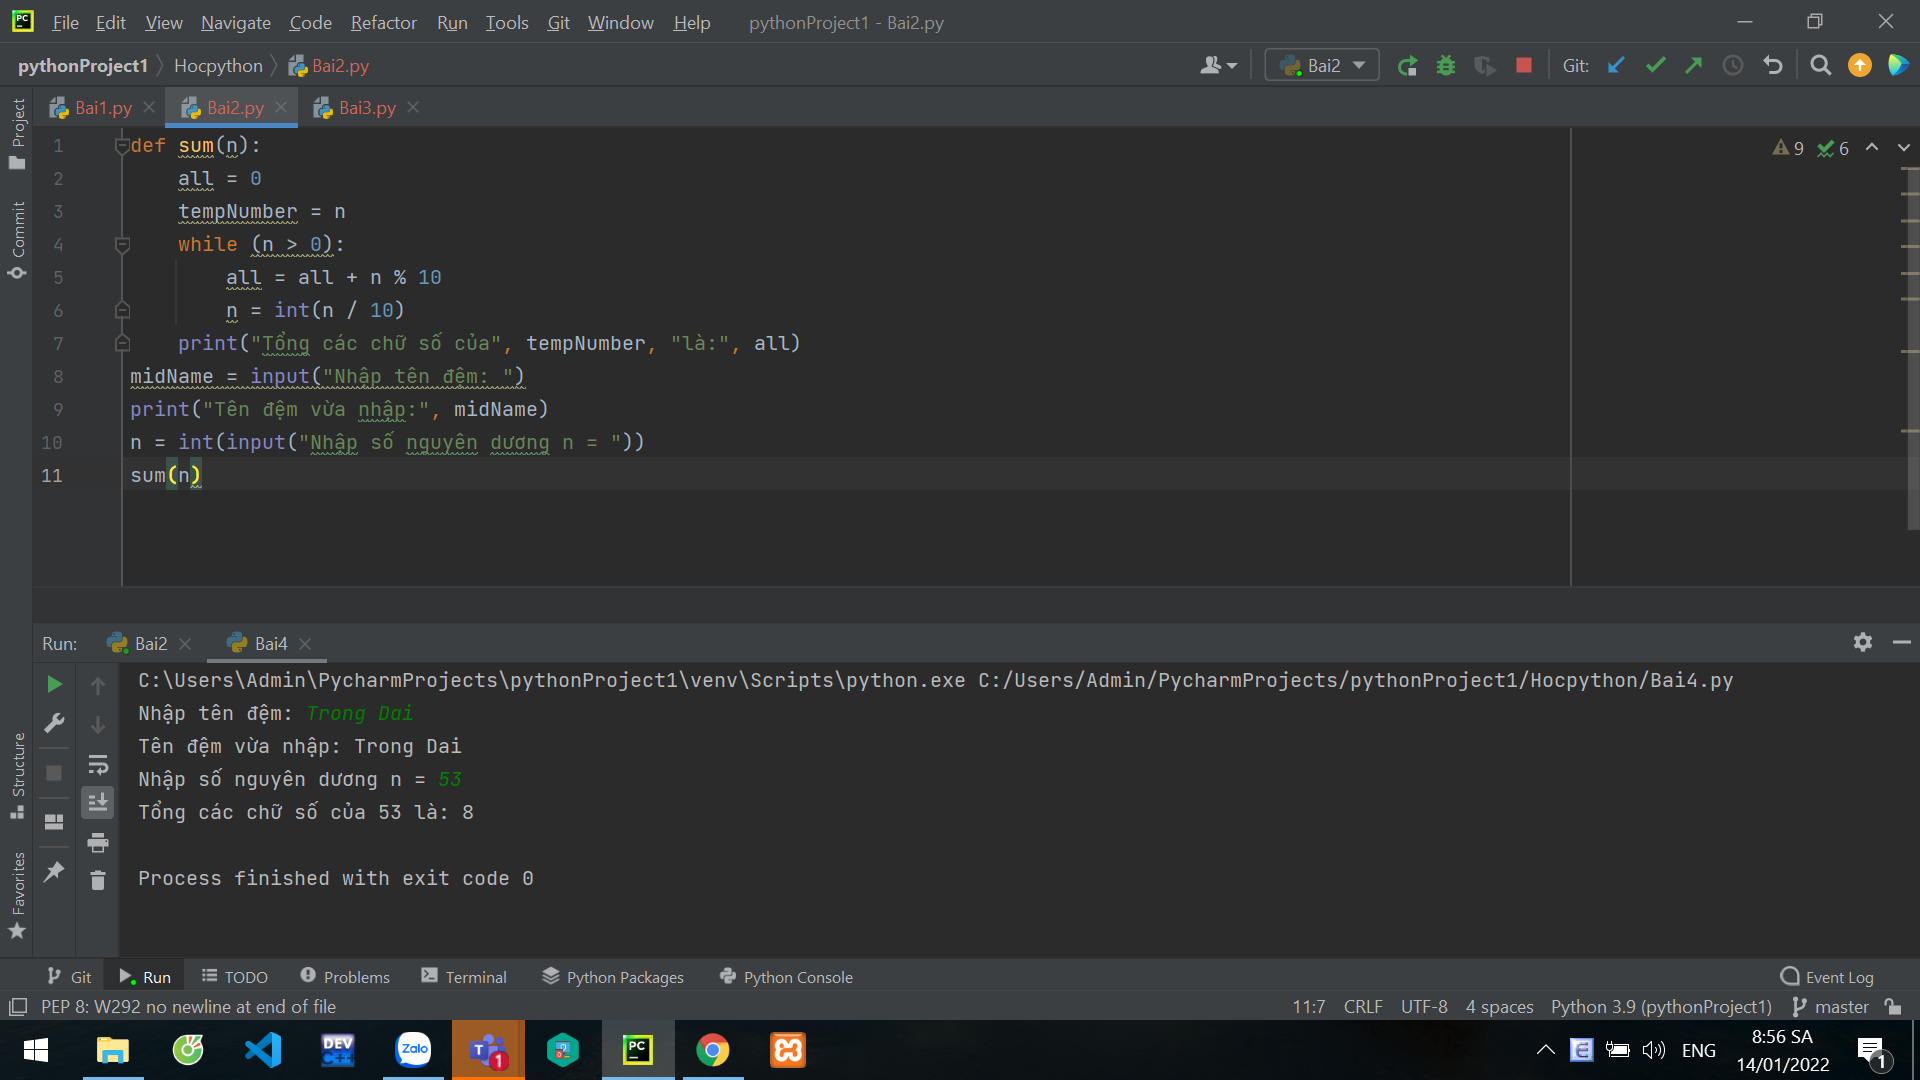 File Edit View Navigate Code Refactor Run Tools Git Window Help pythonProject1 - Bai2.py
pythonProject1 Hocpython Bai2.py Bai2 Git:
Bai1.py Bai2.py Bai3.py
Project
Commit
Structure
Favorites
9 6
1 def sum(n):
2 all = 0
3 tempNumber = n
4 while (n > 0):
5 all = all + n % 10
6 n = int(n / 10)
7 print("Tổng các chữ số của", tempNumber, "là:", all)
8 midName = input("Nhập tên đệm: ")
9 print("Tên đệm vừa nhập:", midName)
10 n = int(input("Nhập số nguyên dương n = "))
11 sum(n)
Run: Bai2 Bai4
C:\Users\Admin\PycharmProjects\pythonProject1\venv\Scripts\python.exe C:/Users/Admin/PycharmProjects/pythonProject1/Hocpython/Bai4.py
Nhập tên đệm: Trong Dai
Tên đệm vừa nhập: Trong Dai
Nhập số nguyên dương n = 53
Tổng các chữ số của 53 là: 8
Process finished with exit code 0
Git Run TODO Problems Terminal Python Packages Python Console Event Log
PEP 8: W292 no newline at end of file 11:7 CRLF UTF-8 4 spaces Python 3.9 (pythonProject1) master
DEV C++ Zalo T 1 PC E ENG 8:56 SA
14/01/2022 1